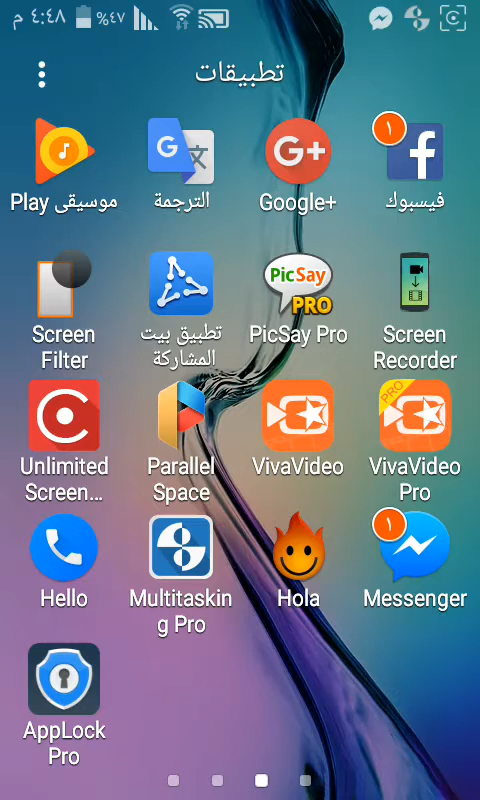 ٤:٤٨ م
%٤٧
تطبيقات
١
Play موسيقى
الترجمة
Google+
فيسبوك
Screen
Filter
تطبيق بيت
المشاركة
PicSay
PRO
PicSay Pro
Screen
Recorder
PRO
Unlimited
Screen...
Parallel
Space
VivaVideo
VivaVideo
Pro
١
Hello
Multitaskin
g Pro
Hola
Messenger
AppLock
Pro